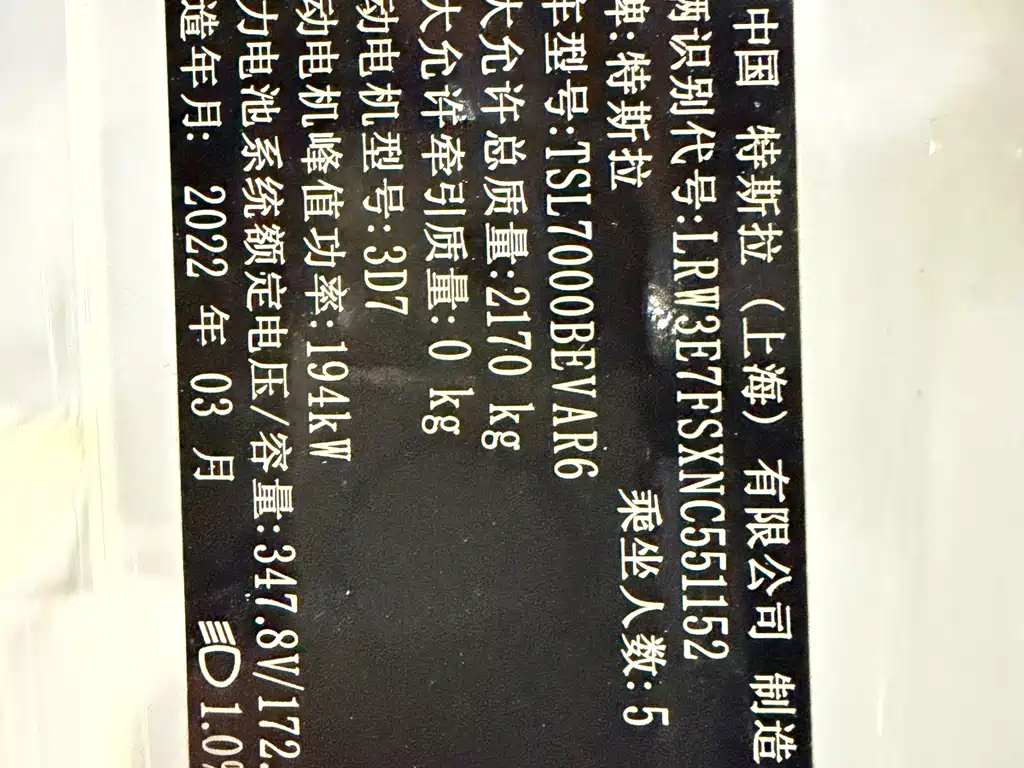 中国·特斯拉（上海）有限公司 制造
辆识别代号:LRW3E7FSXNC551152
牌:特斯拉 乘坐人数:5
车型号:TSL7000BEVAR6
大允许总质量:2170 kg
大允许牵引质量:0 kg
动电机型号:3D7
动电机峰值功率:194kW
力电池系统额定电压/容量:347.8V/172.
造年月: 2022 年 03 月 1.0%